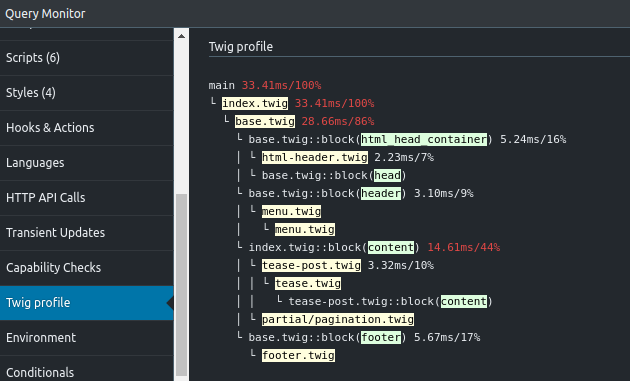 Query Monitor
Scripts (6)
Styles (4)
Hooks & Actions
Languages
HTTP API Calls
Transient Updates
Capability Checks
Twig profile
Environment
Conditionals
Twig profile
main 33.41ms/100%
└ index.twig 33.41ms/100%
└ base.twig 28.66ms/86%
└ base.twig::block(html_head_container) 5.24ms/16%
│ └ html-header.twig 2.23ms/7%
│ └ base.twig::block(head)
└ base.twig::block(header) 3.10ms/9%
│ └ menu.twig
│ └ menu.twig
└ index.twig::block(content) 14.61ms/44%
│ └ tease-post.twig 3.32ms/10%
│ │ └ tease.twig
│ │ └ tease-post.twig::block(content)
│ └ partial/pagination.twig
└ base.twig::block(footer) 5.67ms/17%
└ footer.twig